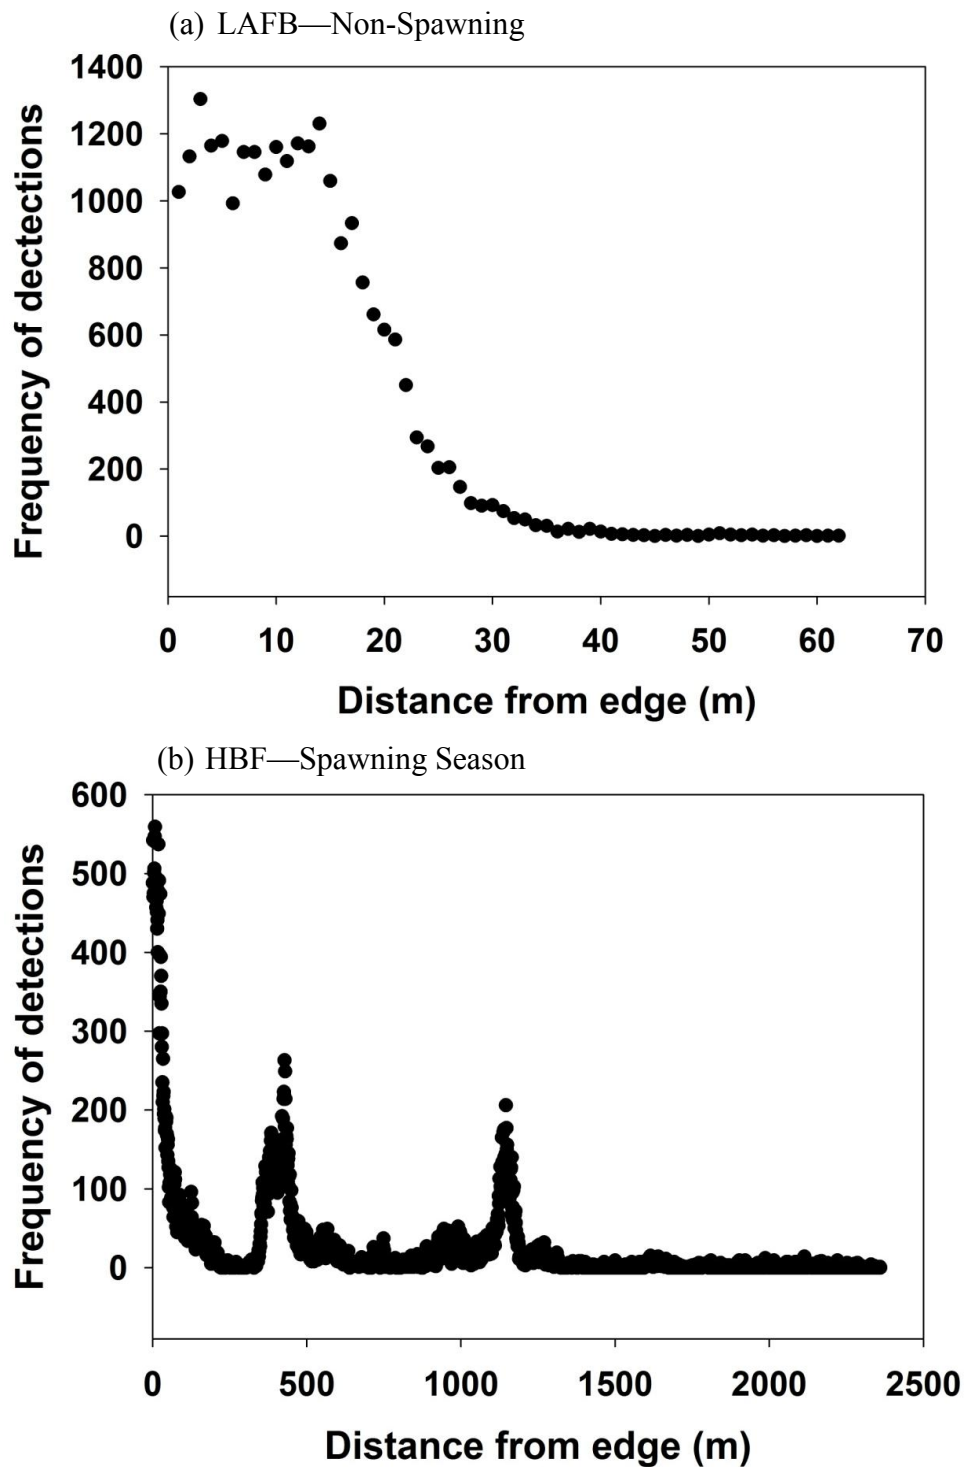 (a) LAFB—Non-Spawning
1400
1200
1000
800
600
400
200
0
Frequency of dectections
0 10 20 30 40 50 60 70
Distance from edge (m)
(b) HBF—Spawning Season
600
500
400
300
200
100
0
Frequency of detections
0 500 1000 1500 2000 2500
Distance from edge (m)